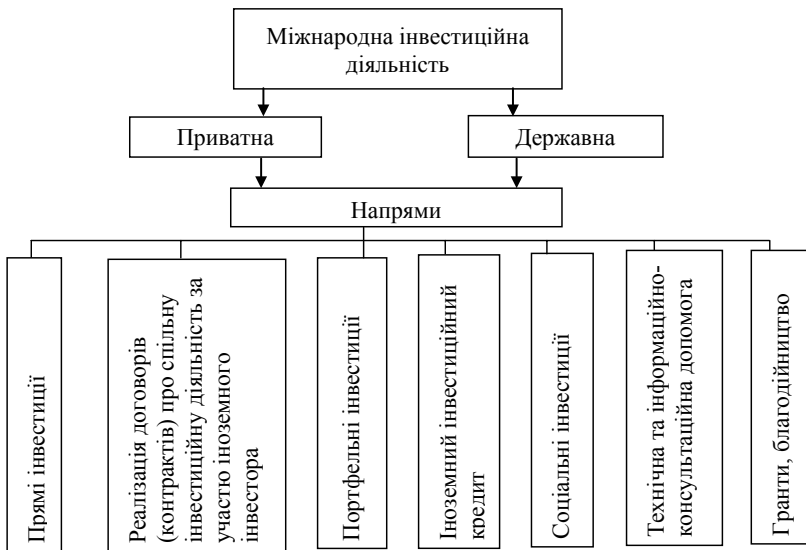 Міжнародна інвестиційна
діяльність
Приватна
Державна
Напрями
Прямі інвестиції
Реалізація договорів
(контрактів) про спільну
інвестиційну діяльність за
участю іноземного
інвестора
Портфельні інвестиції
Іноземний інвестиційний
кредит
Соціальні інвестиції
Технічна та інформаційно-
консультаційна допомога
Гранти, благодійництво